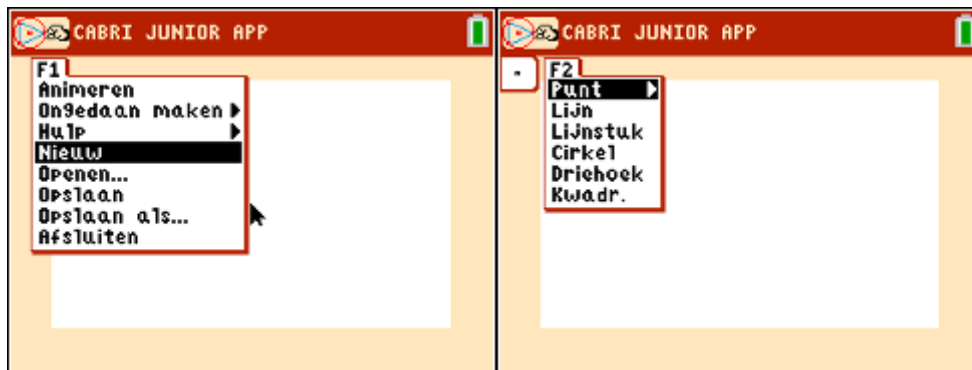 CABRI JUNIOR APP
F1
Animeren
Ongedaan maken
Hulp
Nieuw
Openen...
Opslaan
Opslaan als...
Afsluiten
CABRI JUNIOR APP
F2
Punt
Lijn
Lijnstuk
Cirkel
Driehoek
Kwadr.